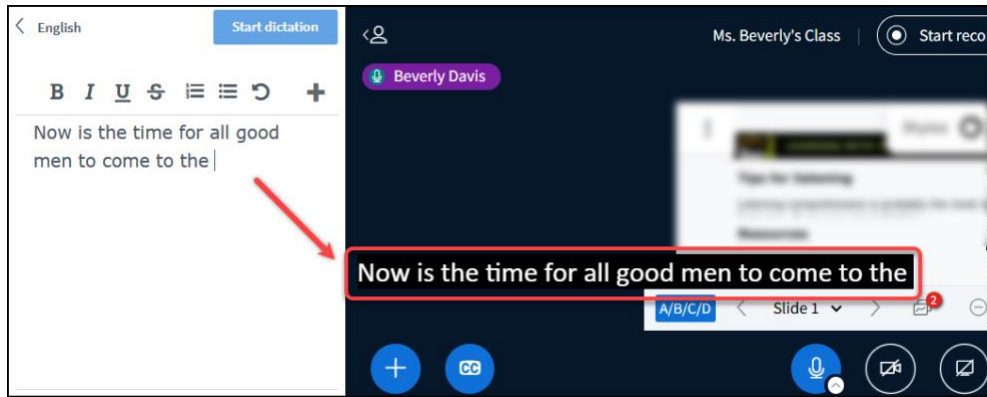 English
Start dictation
B I U S
Now is the time for all good
men to come to the
Ms. Beverly's Class
Start reco
Beverly Davis
Tips for listening
Resources
Now is the time for all good men to come to the
A/B/C/D
Slide 1
2
CC